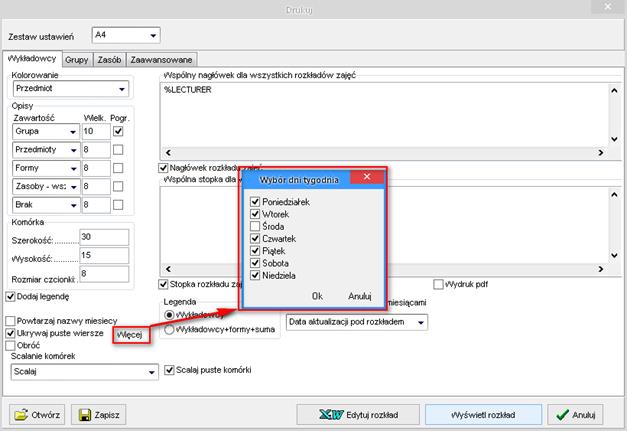 Drukuj
Zestaw ustawień A4
Wykładowcy Grupy Zasób Zaawansowane
Kolorowanie
Przedmiot
Opisy
Zawartość Wielk. Pogr.
Grupa 10
Przedmioty 8
Formy 8
Zasoby - wsz 8
Brak 8
Komórka
Szerokość: 30
Wysokość: 15
Rozmiar czcionki: 8
Dodaj legendę
Powtarzaj nazwy miesiecy
Ukrywaj puste wiersze
Więcej
Obróć
Scalanie komórek
Scalaj
Wspólny nagłówek dla wszystkich rozkładów zajęć
%LECTURER
Nagłówek rozkładu zajęć
Wspólna stopka dla
Stopka rozkładu zaj
Wydruk pdf
Legenda
Wykładowcy
Wykładowcy+formy+suma
miesiącami
Data aktualizacji pod rozkładem
Scalaj puste komórki
Wybór dni tygodnia
Poniedziałek
Wtorek
Środa
Czwartek
Piątek
Sobota
Niedziela
Ok Anuluj
Otwórz Zapisz Edytuj rozkład Wyświetl rozkład Anuluj